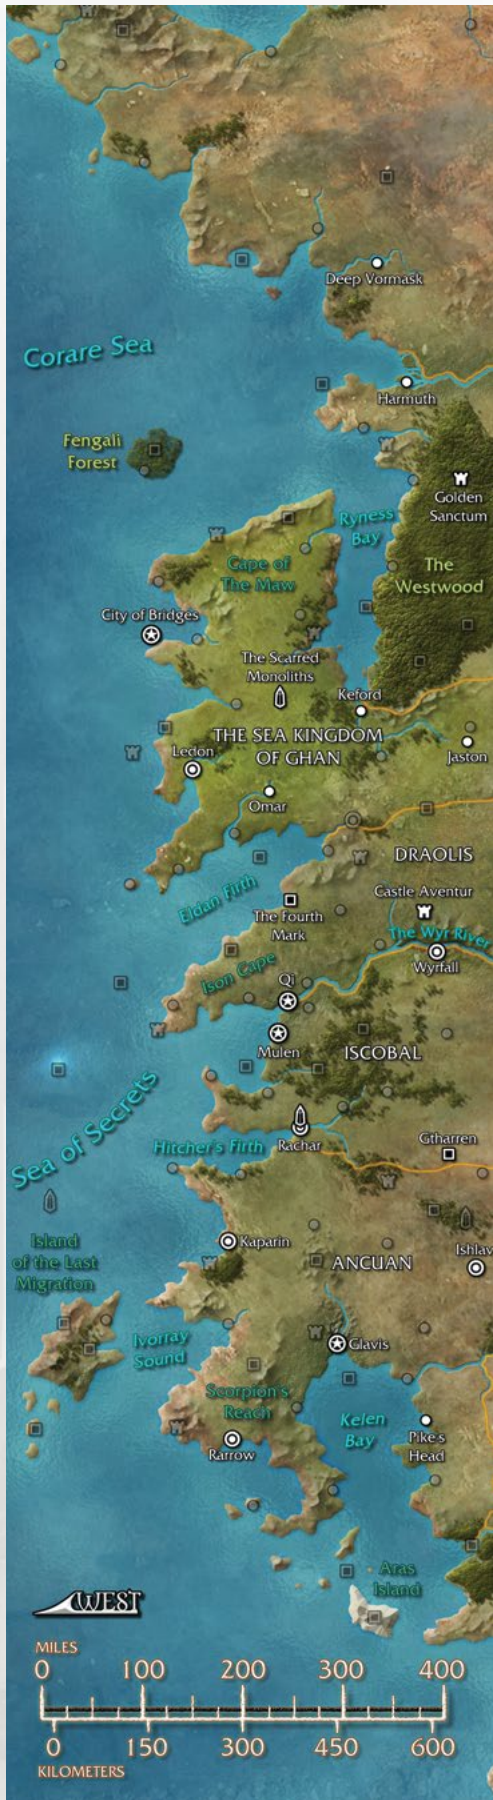 Deep Vormask
Corare Sea
Harmuth
Fengali
Forest
Golden
Sanctum
Ryness
Bay
Cape of
The Maw
The
Westwood
City of Bridges
The Scarred
Monoliths
Keford
THE SEA KINGDOM
OF GHAN
Ledon
Jaston
Omar
DRAOLIS
Eldan Firth
Castle Aventur
The Fourth
Mark
The Wyr River
Wyrfall
Ison Cape
Qi
Mulen
ISCOBAL
Sea of Secrets
Hitcher's Firth
Rachar
Gtharren
Island
of the Last
Migration
Kaparin
ANCUAN
Ishlav
Ivorray
Sound
Glavis
Scorpion's
Reach
Kelen
Bay
Pike's
Head
Rarrow
Aras
Island
WEST
MILES
0 100 200 300 400
0 150 300 450 600
KILOMETERS